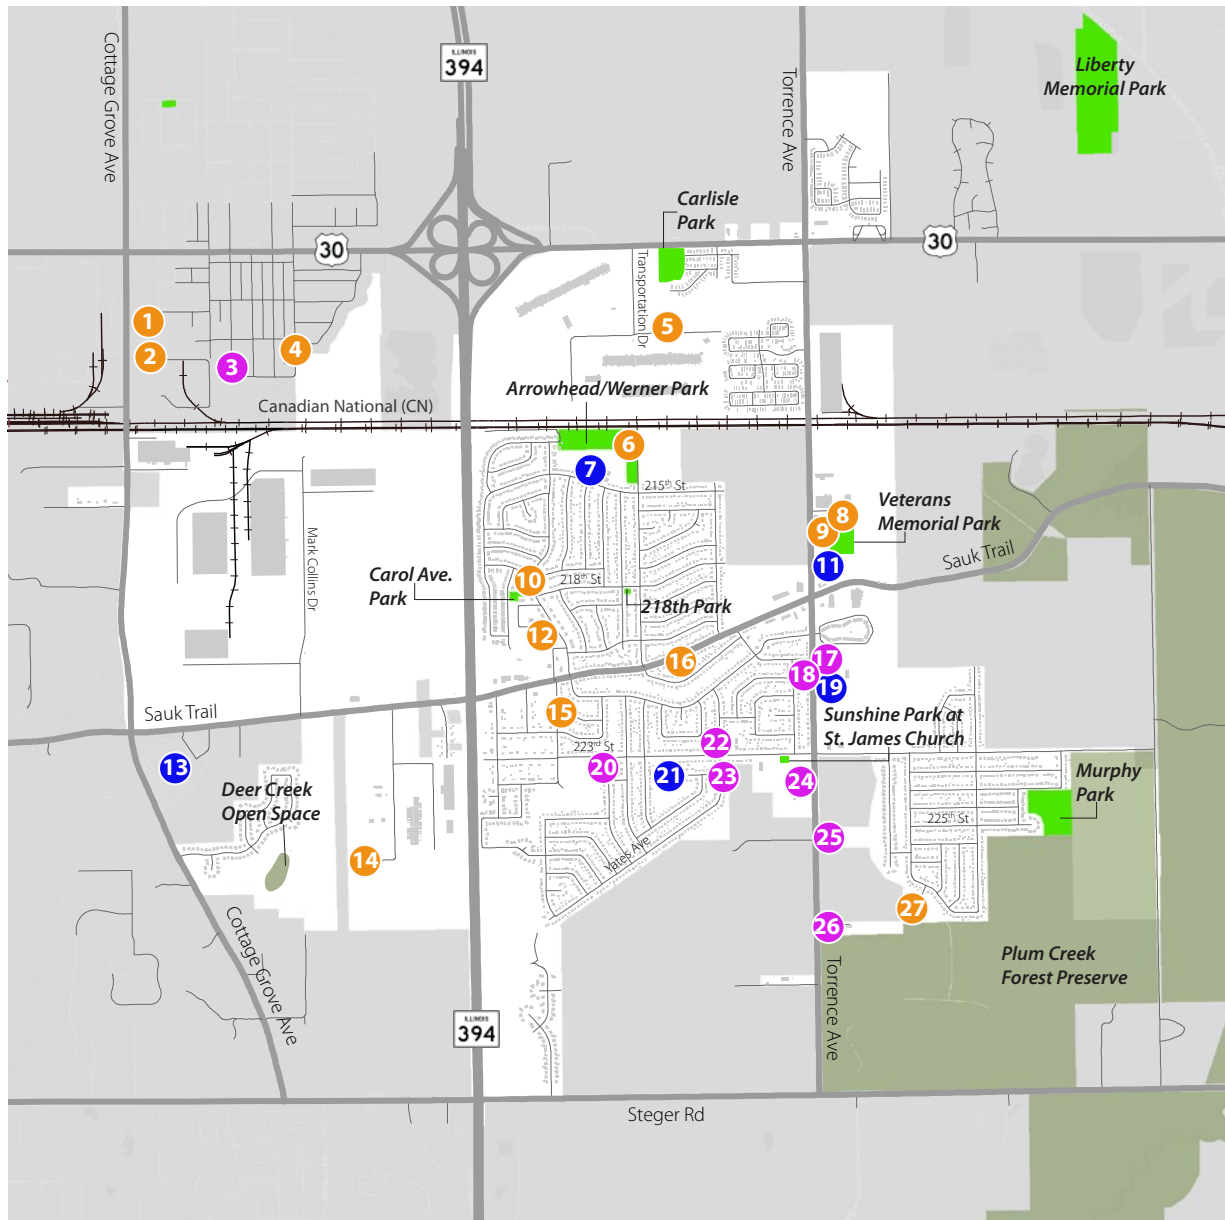 Cottage Grove Ave
ILLINOIS
394
Torrence Ave
Liberty
Memorial Park
Carlisle
Park
30
30
Transportation Dr
1
2
3
4
5
Canadian National (CN)
Arrowhead/Werner Park
6
7
215th St
Veterans
Memorial Park
8
9
Mark Collins Dr
Sauk Trail
11
Carol Ave.
Park
10
218th St
218th Park
12
16
17
18
19
Sauk Trail
15
Sunshine Park at
St. James Church
223rd St
22
13
20
21
23
24
Murphy
Park
Deer Creek
Open Space
225th St
25
14
Yates Ave
27
26
Cottage Grove Ave
Plum Creek
Forest Preserve
Torrence Ave
ILLINOIS
394
Steger Rd